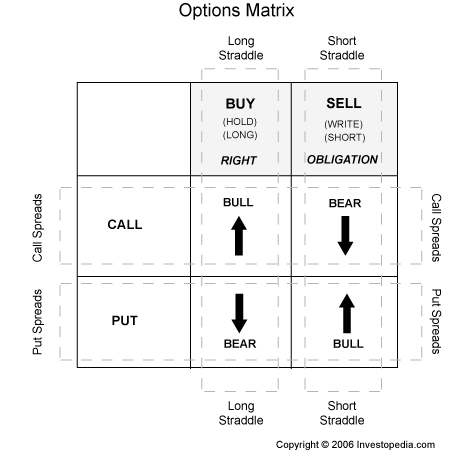 Options Matrix
Long
Straddle
Short
Straddle
BUY
(HOLD)
(LONG)
RIGHT
SELL
(WRITE)
(SHORT)
OBLIGATION
Call Spreads
CALL
BULL
BEAR
Call Spreads
Put Spreads
PUT
BEAR
BULL
Put Spreads
Long
Straddle
Short
Straddle
Copyright © 2006 Investopedia.com